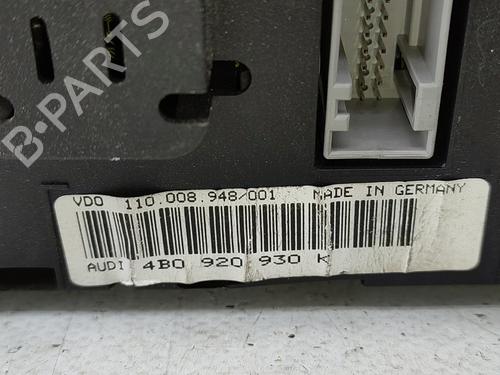 B-PARTS
VDO 110.008.948/001 MADE IN GERMANY
AUDI 4B0 920 930 K